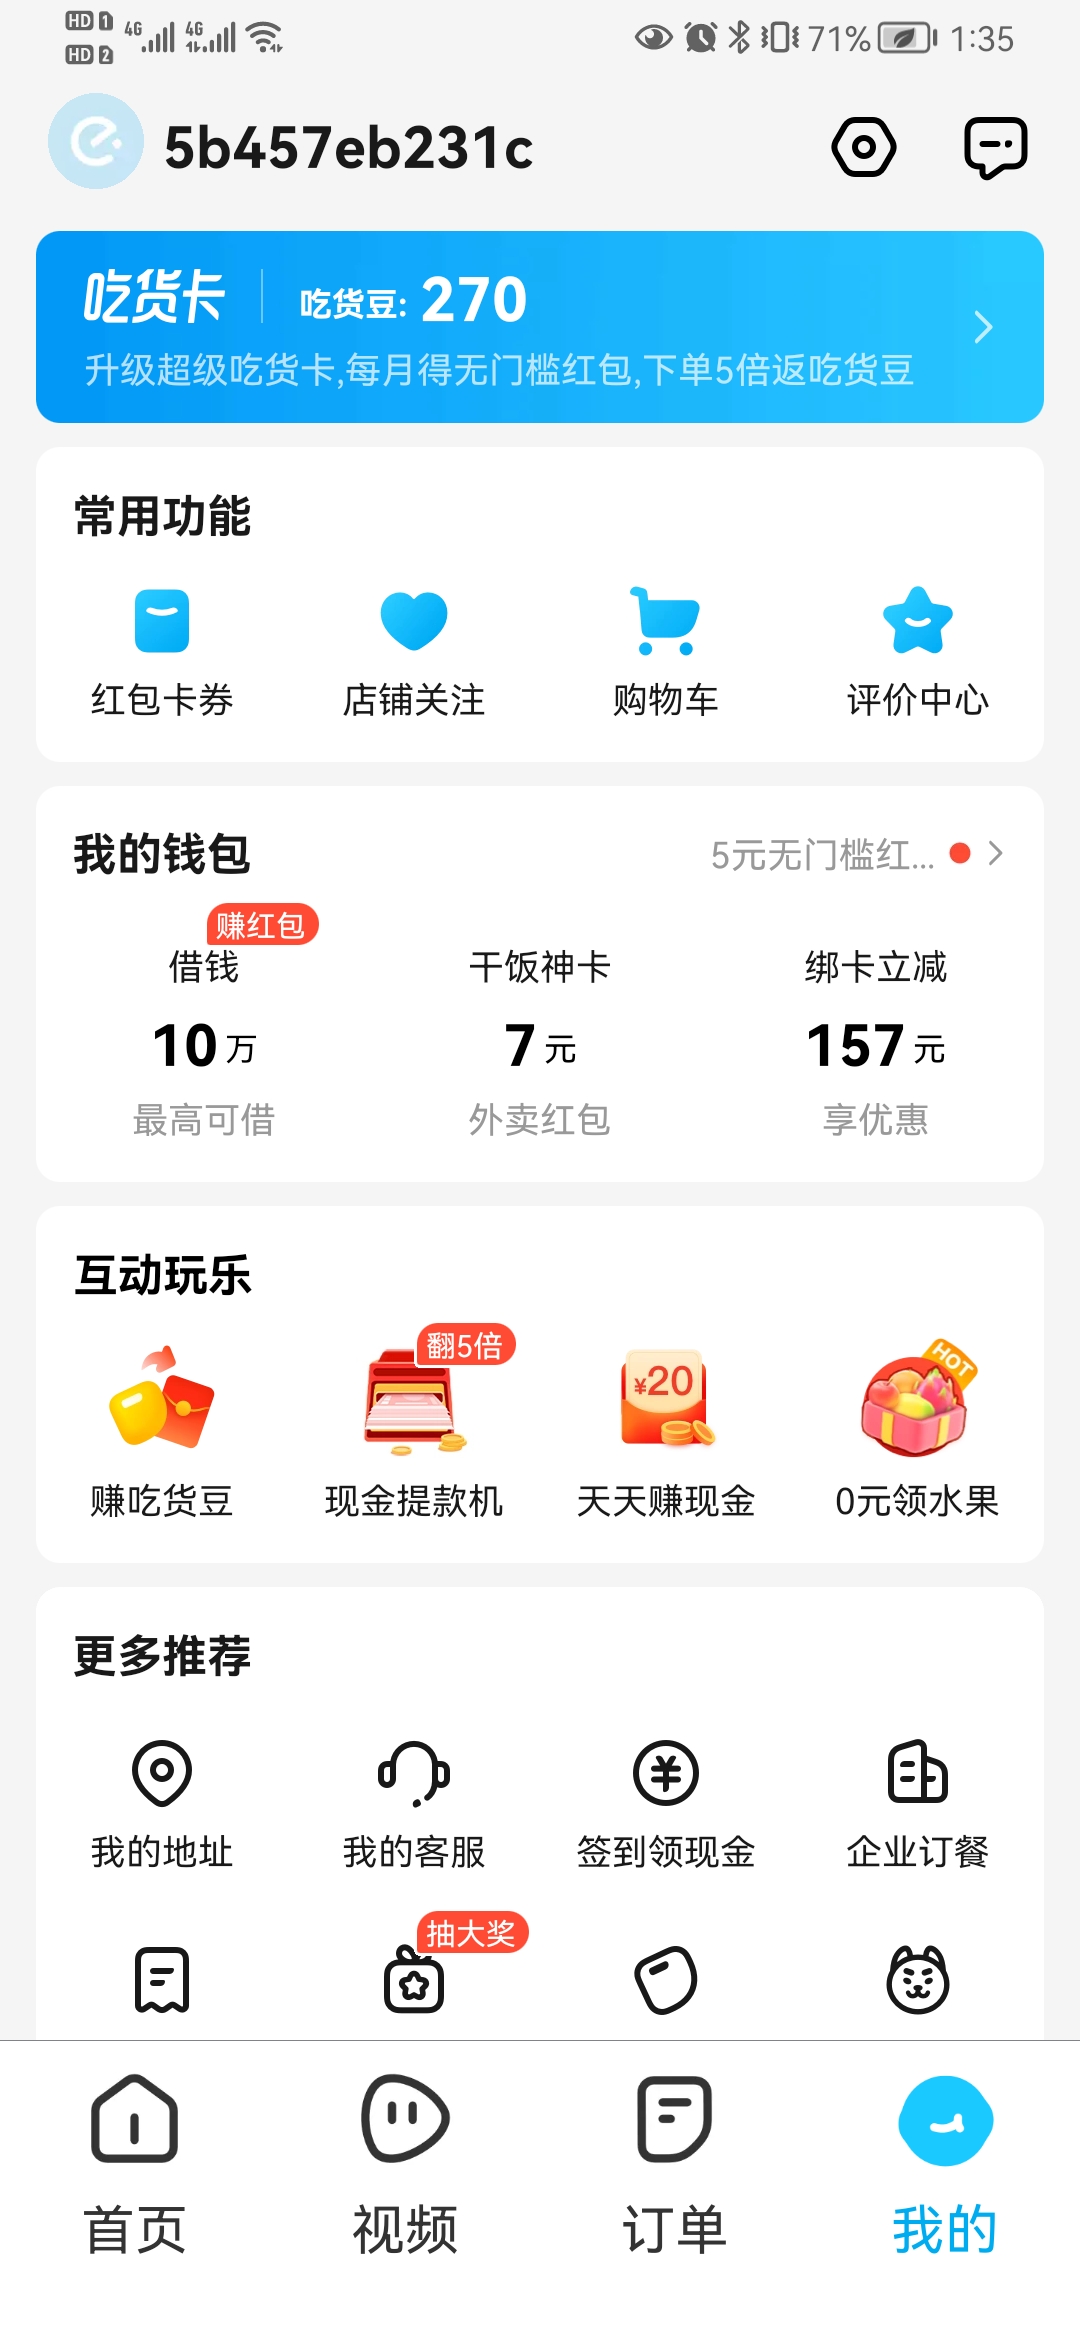 HD 1 4G 4G 71% 1:35
HD 2
5b457eb231c
吃货卡 吃货豆: 270
升级超级吃货卡,每月得无门槛红包,下单5倍返吃货豆
常用功能
红包卡券 店铺关注 购物车 评价中心
我的钱包 5元无门槛红...
赚红包
借钱 干饭神卡 绑卡立减
10万 7元 157元
最高可借 外卖红包 享优惠
互动玩乐
翻5倍 HOT
¥20
赚吃货豆 现金提款机 天天赚现金 0元领水果
更多推荐
我的地址 我的客服 签到领现金 企业订餐
抽大奖
首页 视频 订单 我的